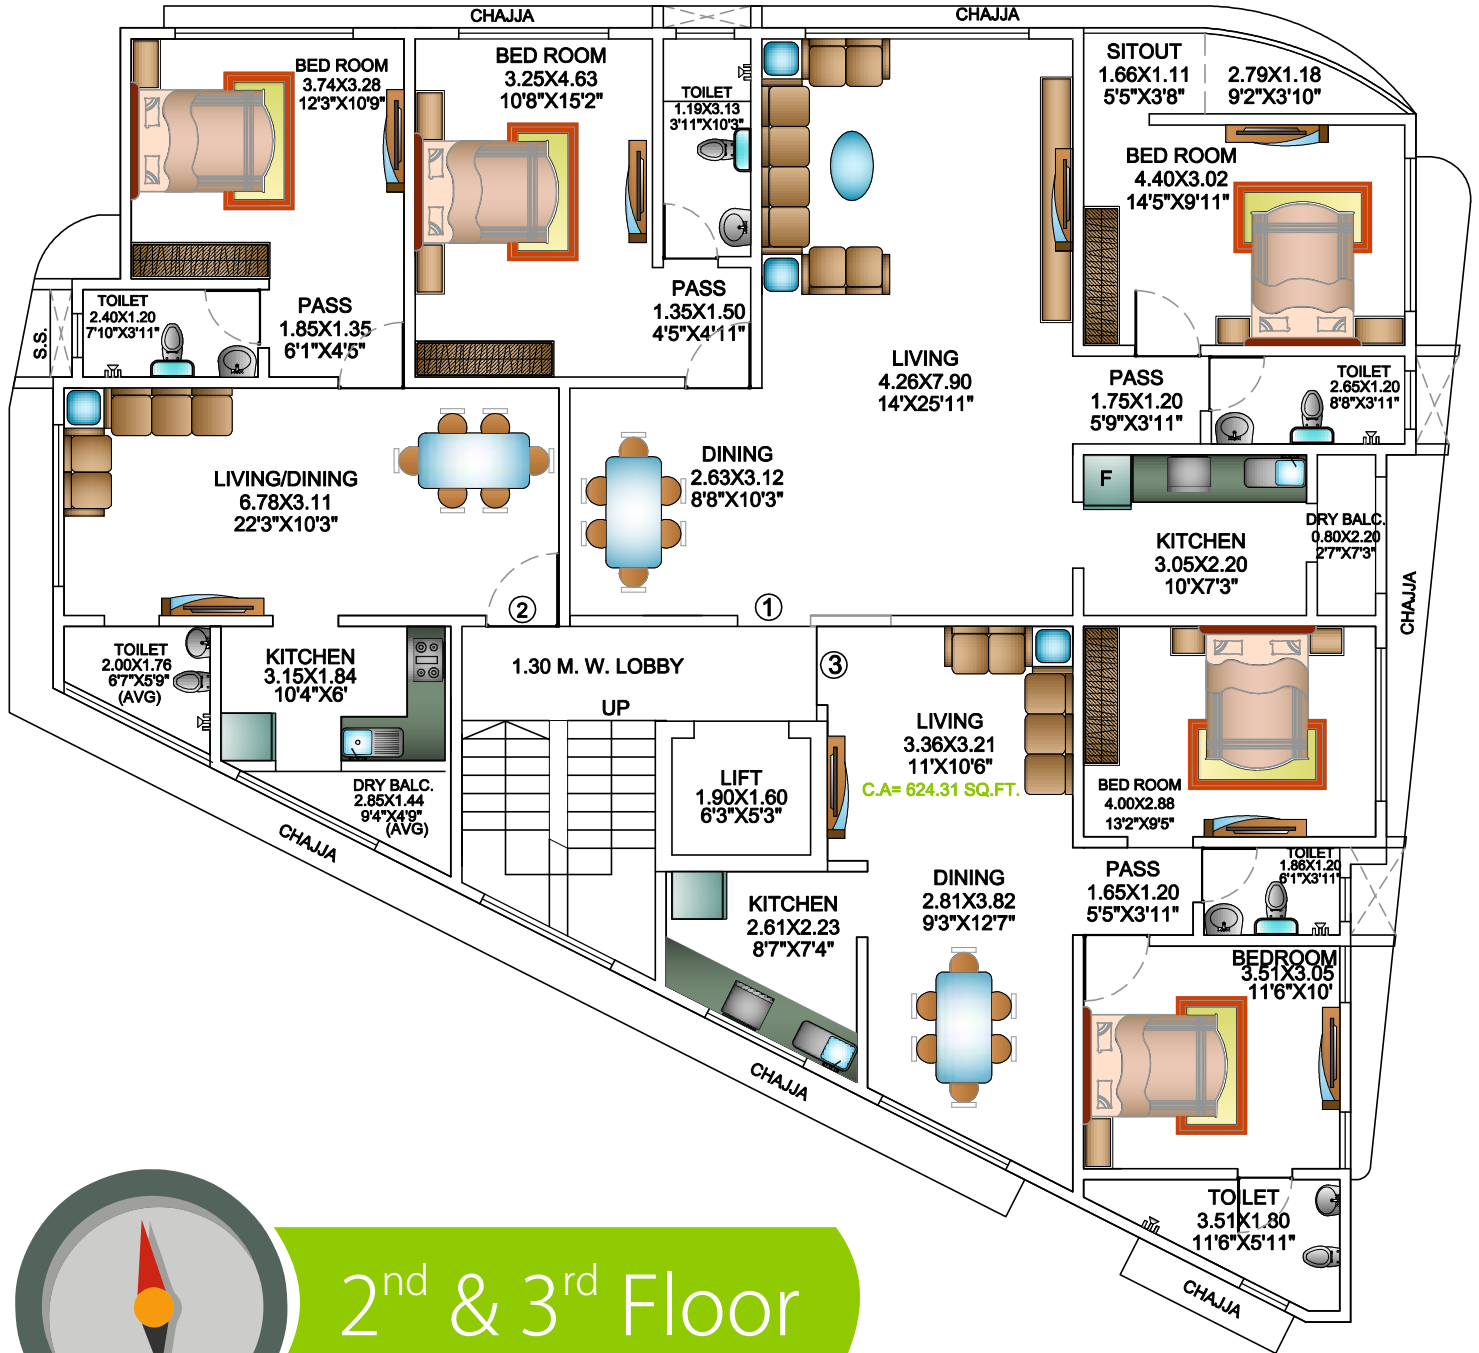 CHAJJA
CHAJJA
BED ROOM
3.74X3.28
12'3"X10'9"
BED ROOM
3.25X4.63
10'8"X15'2"
TOILET
1.19X3.13
3'11"X10'3"
SITOUT
1.66X1.11
5'5"X3'8"
2.79X1.18
9'2"X3'10"
BED ROOM
4.40X3.02
14'5"X9'11"
S.S.
TOILET
2.40X1.20
7'10"X3'11"
PASS
1.85X1.35
6'1"X4'5"
PASS
1.35X1.50
4'5"X4'11"
LIVING
4.26X7.90
14'X25'11"
PASS
1.75X1.20
5'9"X3'11"
TOILET
2.65X1.20
8'8"X3'11"
LIVING/DINING
6.78X3.11
22'3"X10'3"
DINING
2.63X3.12
8'8"X10'3"
F
KITCHEN
3.05X2.20
10'X7'3"
DRY BALC.
0.80X2.20
2'7"X7'3"
CHAJJA
2
1
3
TOILET
2.00X1.76
6'7"X5'9"
(AVG)
KITCHEN
3.15X1.84
10'4"X6'
1.30 M. W. LOBBY
UP
LIVING
3.36X3.21
11'X10'6"
C.A= 624.31 SQ.FT.
BED ROOM
4.00X2.88
13'2"X9'5"
LIFT
1.90X1.60
6'3"X5'3"
DRY BALC.
2.85X1.44
9'4"X4'9"
(AVG)
CHAJJA
KITCHEN
2.61X2.23
8'7"X7'4"
DINING
2.81X3.82
9'3"X12'7"
PASS
1.65X1.20
5'5"X3'11"
TOILET
1.86X1.20
6'1"X3'11"
BEDROOM
3.51X3.05
11'6"X10'
CHAJJA
TOILET
3.51X1.80
11'6"X5'11"
CHAJJA
2nd & 3rd Floor